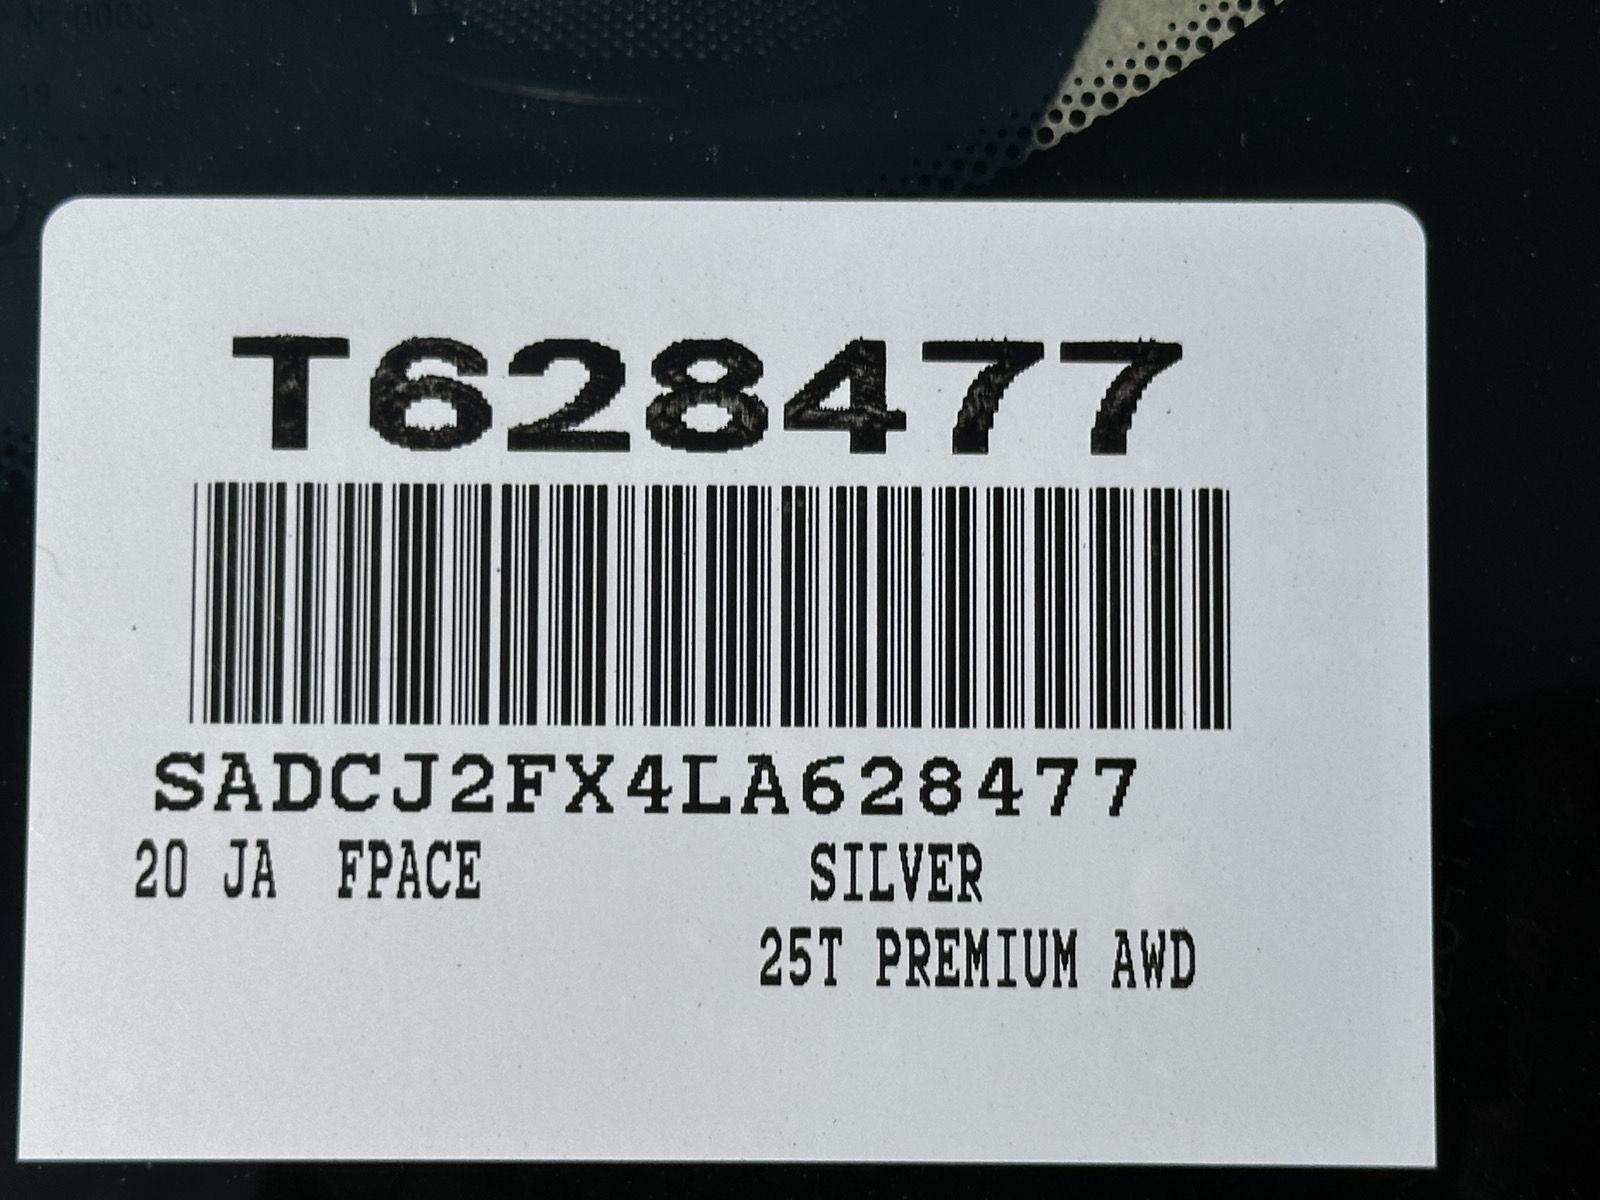 T628477
SADCJ2FX4LA628477
20 JA FPACE SILVER
25T PREMIUM AWD